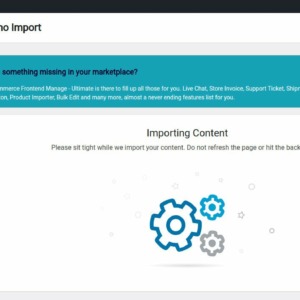 no Import
something missing in your marketplace?
mmerce Frontend Manage - Ultimate is there to fill up all those for you. Live Chat, Store Invoice, Support Ticket, Ship
on, Product Importer, Bulk Edit and many more, almost a never ending features list for you.
Importing Content
Please sit tight while we import your content. Do not refresh the page or hit the back